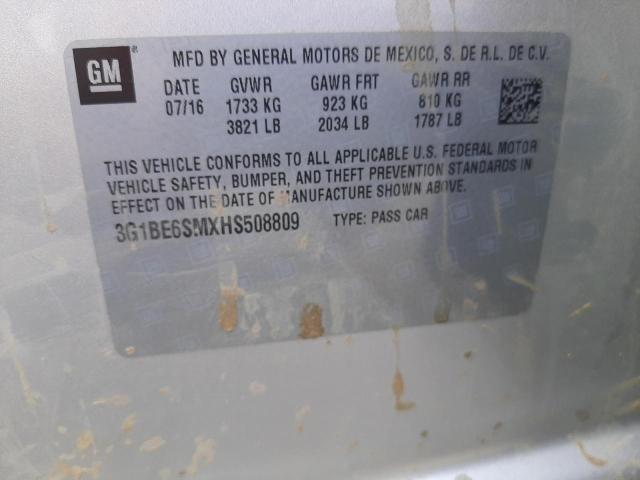 GM
MFD BY GENERAL MOTORS DE MEXICO, S. DE R.L. DE C.V.
DATE GVWR GAWR FRT GAWR RR
07/16 1733 KG 923 KG 810 KG
3821 LB 2034 LB 1787 LB
THIS VEHICLE CONFORMS TO ALL APPLICABLE U.S. FEDERAL MOTOR
VEHICLE SAFETY, BUMPER, AND THEFT PREVENTION STANDARDS IN
EFFECT ON THE DATE OF MANUFACTURE SHOWN ABOVE.
3G1BE6SMXHS508809 TYPE: PASS CAR